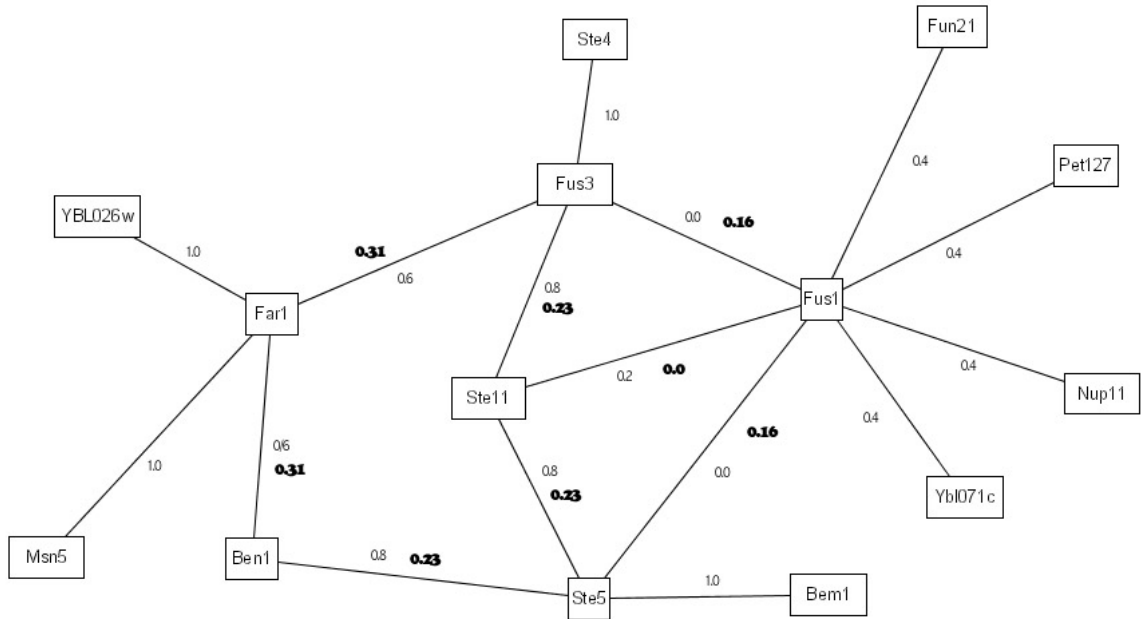 Fun21
Ste4
1.0
0.4
Pet127
Fus3
YBL026w
0.0 0.16
1.0
0.31
0.6
0.4
0.8
0.23
Fus1
Far1
0.2 0.0
0.4
Nup11
Ste11
0.4
0.16
0/6
0.31
1.0
0.8
0.23
0.0
Ybl071c
Msn5
Ben1
0.8 0.23
1.0
Ste5
Bem1